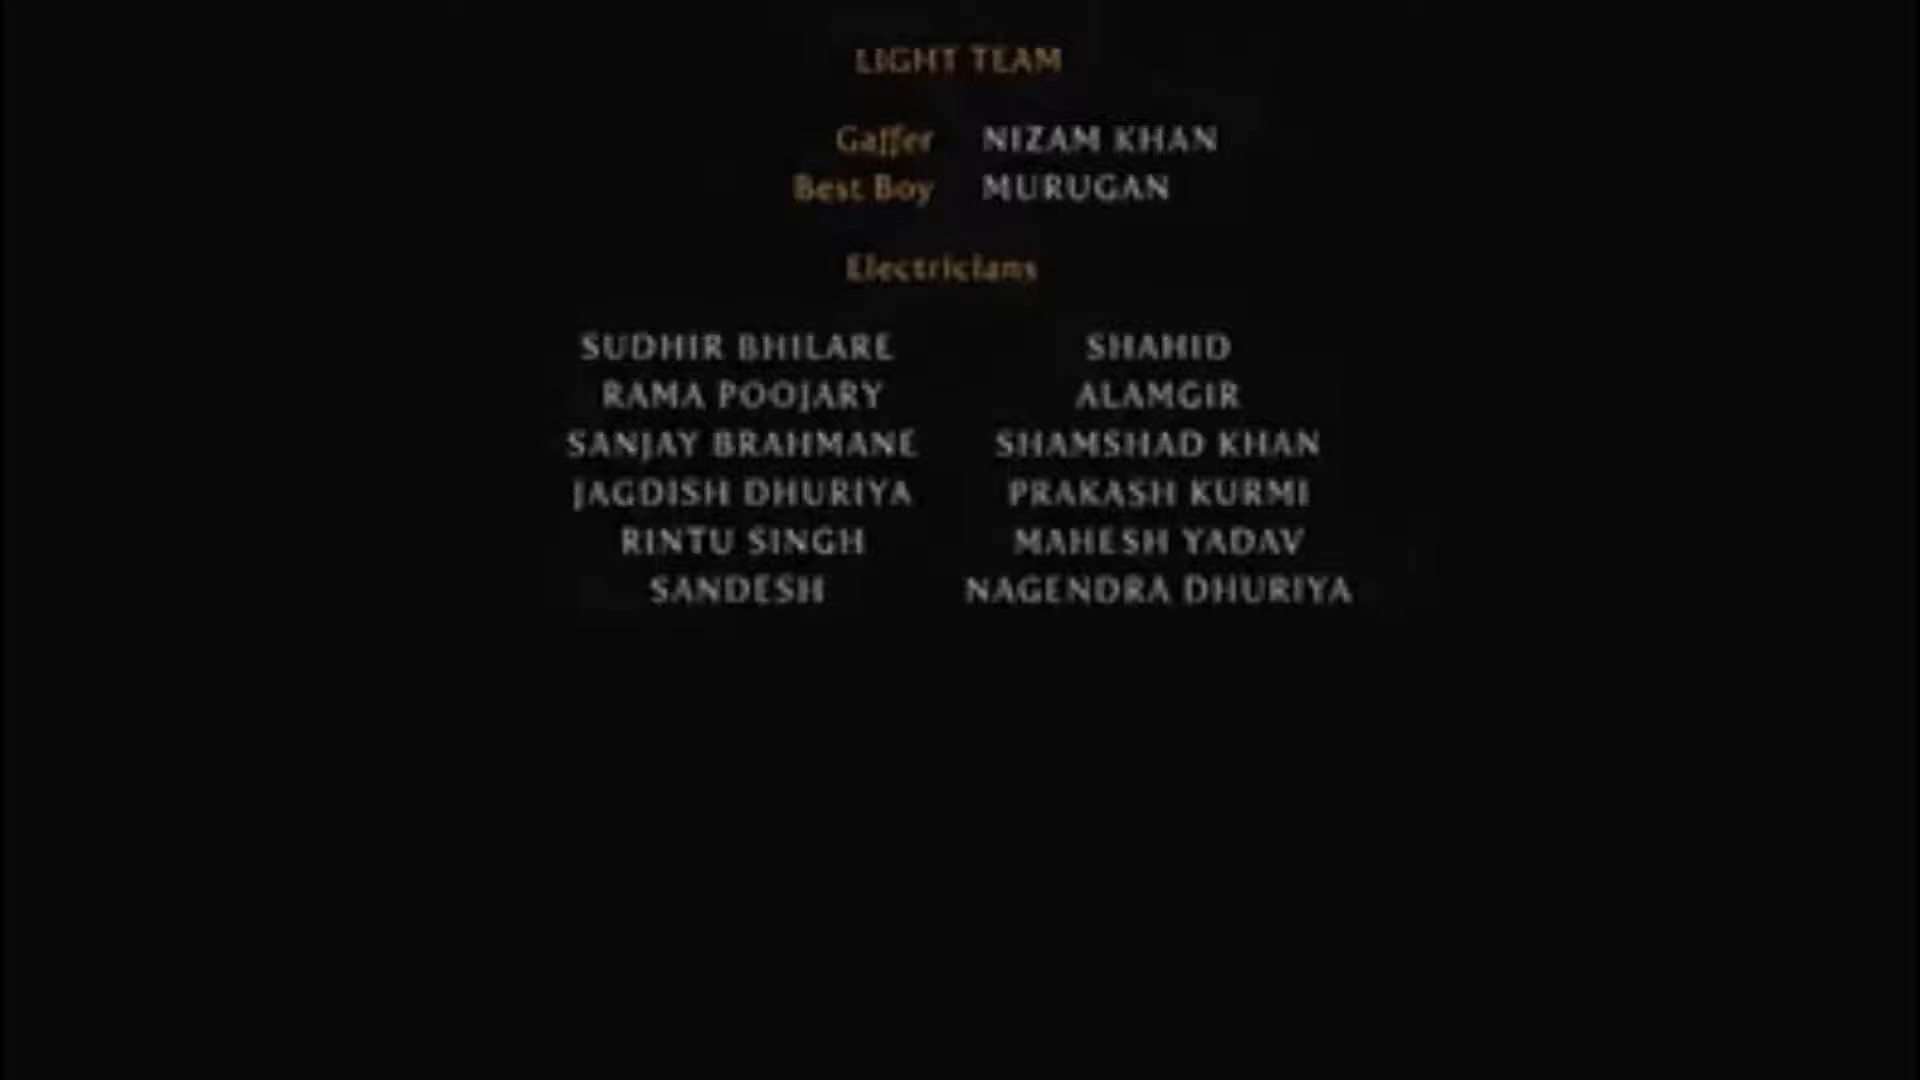 LIGHT TEAM
Gaffer NIZAM KHAN
Best Boy MURUGAN
Electricians
SUDHIR BHILARE SHAHID
RAMA POOJARY ALAMGIR
SANJAY BRAHMANE SHAMSHAD KHAN
JAGDISH DHURIYA PRAKASH KURMI
RINTU SINGH MAHESH YADAV
SANDESH NAGENDRA DHURIYA